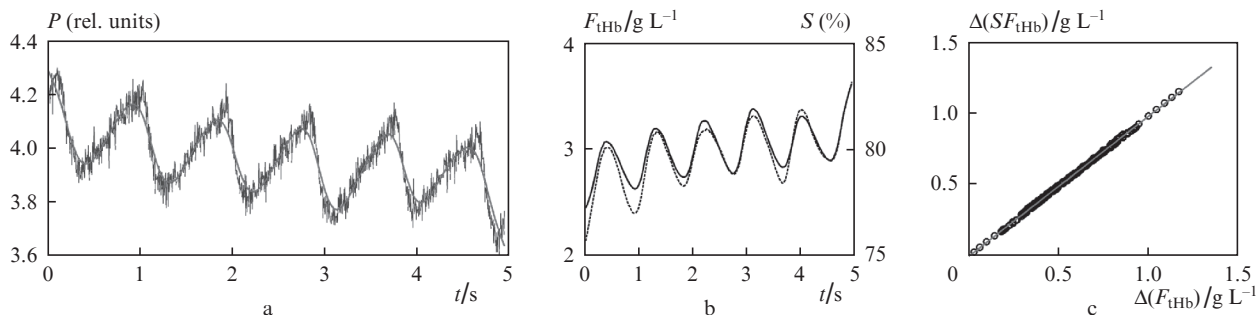 P (rel. units)
4.4
4.2
4.0
3.8
3.6
0 1 2 3 4 5
t/s
a
F_tHb/g L⁻¹ S (%)
4 85
3 80
2 75
0 1 2 3 4 5
t/s
b
Δ(SF_tHb)/g L⁻¹
1.5
1.0
0.5
0 0.5 1.0 1.5
Δ(F_tHb)/g L⁻¹
c